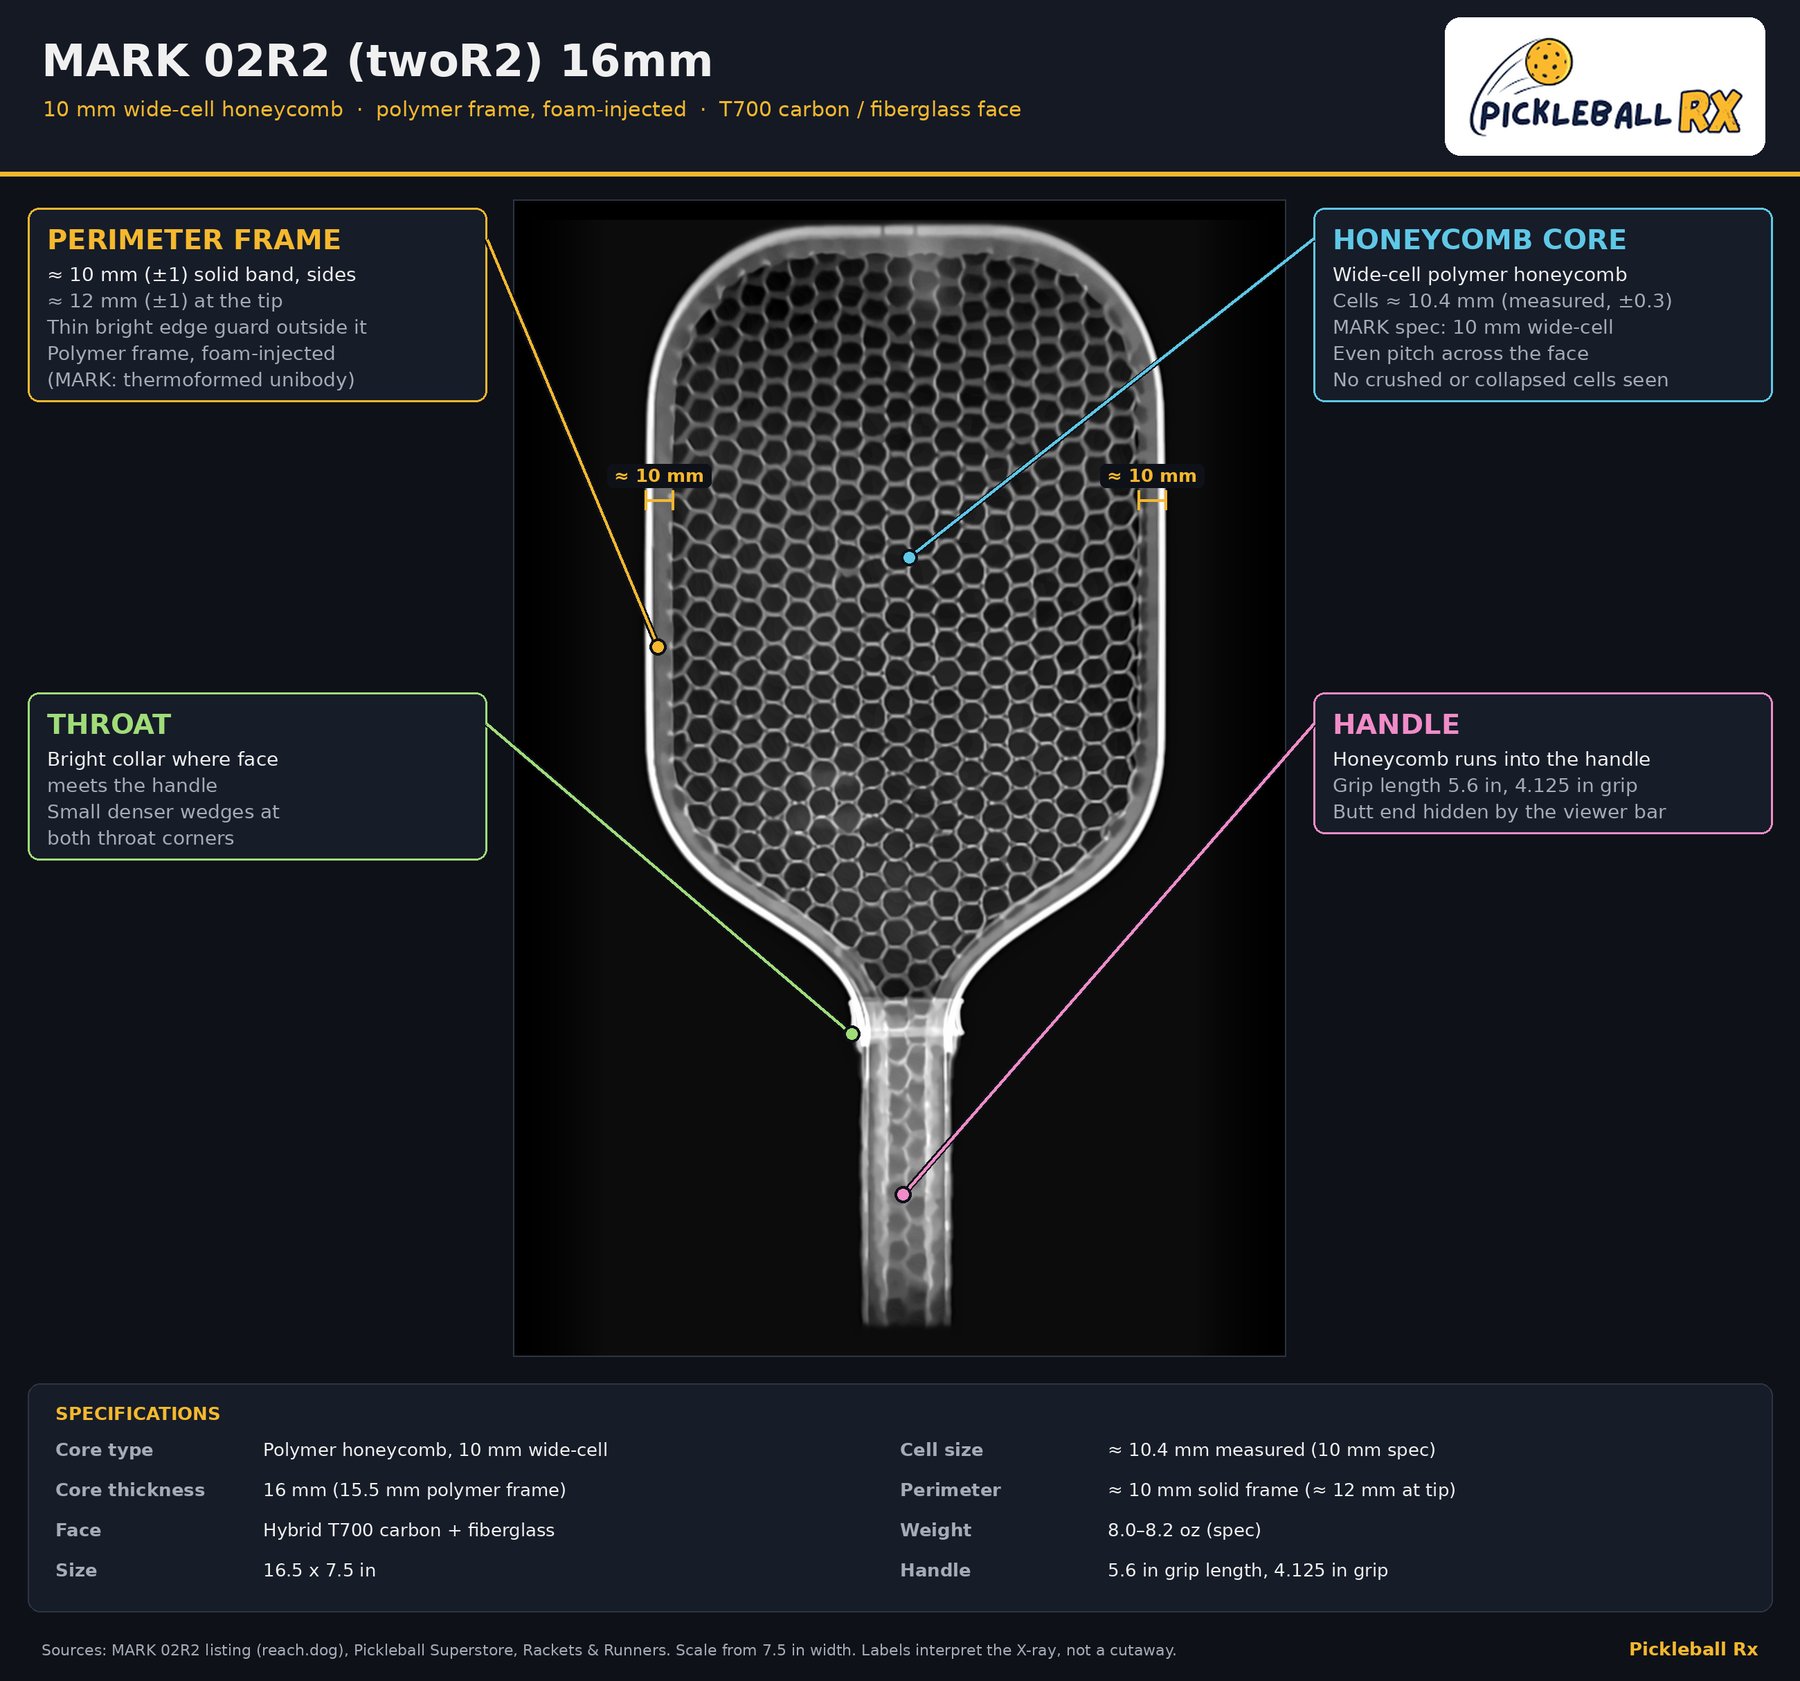 MARK 02R2 (twoR2) 16mm
10 mm wide-cell honeycomb · polymer frame, foam-injected · T700 carbon / fiberglass face
PICKLEBALL RX
PERIMETER FRAME
≈ 10 mm (±1) solid band, sides
≈ 12 mm (±1) at the tip
Thin bright edge guard outside it
Polymer frame, foam-injected
(MARK: thermoformed unibody)
HONEYCOMB CORE
Wide-cell polymer honeycomb
Cells ≈ 10.4 mm (measured, ±0.3)
MARK spec: 10 mm wide-cell
Even pitch across the face
No crushed or collapsed cells seen
≈ 10 mm
≈ 10 mm
THROAT
Bright collar where face
meets the handle
Small denser wedges at
both throat corners
HANDLE
Honeycomb runs into the handle
Grip length 5.6 in, 4.125 in grip
Butt end hidden by the viewer bar
SPECIFICATIONS
Core type Polymer honeycomb, 10 mm wide-cell
Core thickness 16 mm (15.5 mm polymer frame)
Face Hybrid T700 carbon + fiberglass
Size 16.5 x 7.5 in
Cell size ≈ 10.4 mm measured (10 mm spec)
Perimeter ≈ 10 mm solid frame (≈ 12 mm at tip)
Weight 8.0–8.2 oz (spec)
Handle 5.6 in grip length, 4.125 in grip
Sources: MARK 02R2 listing (reach.dog), Pickleball Superstore, Rackets & Runners. Scale from 7.5 in width. Labels interpret the X-ray, not a cutaway.
Pickleball Rx